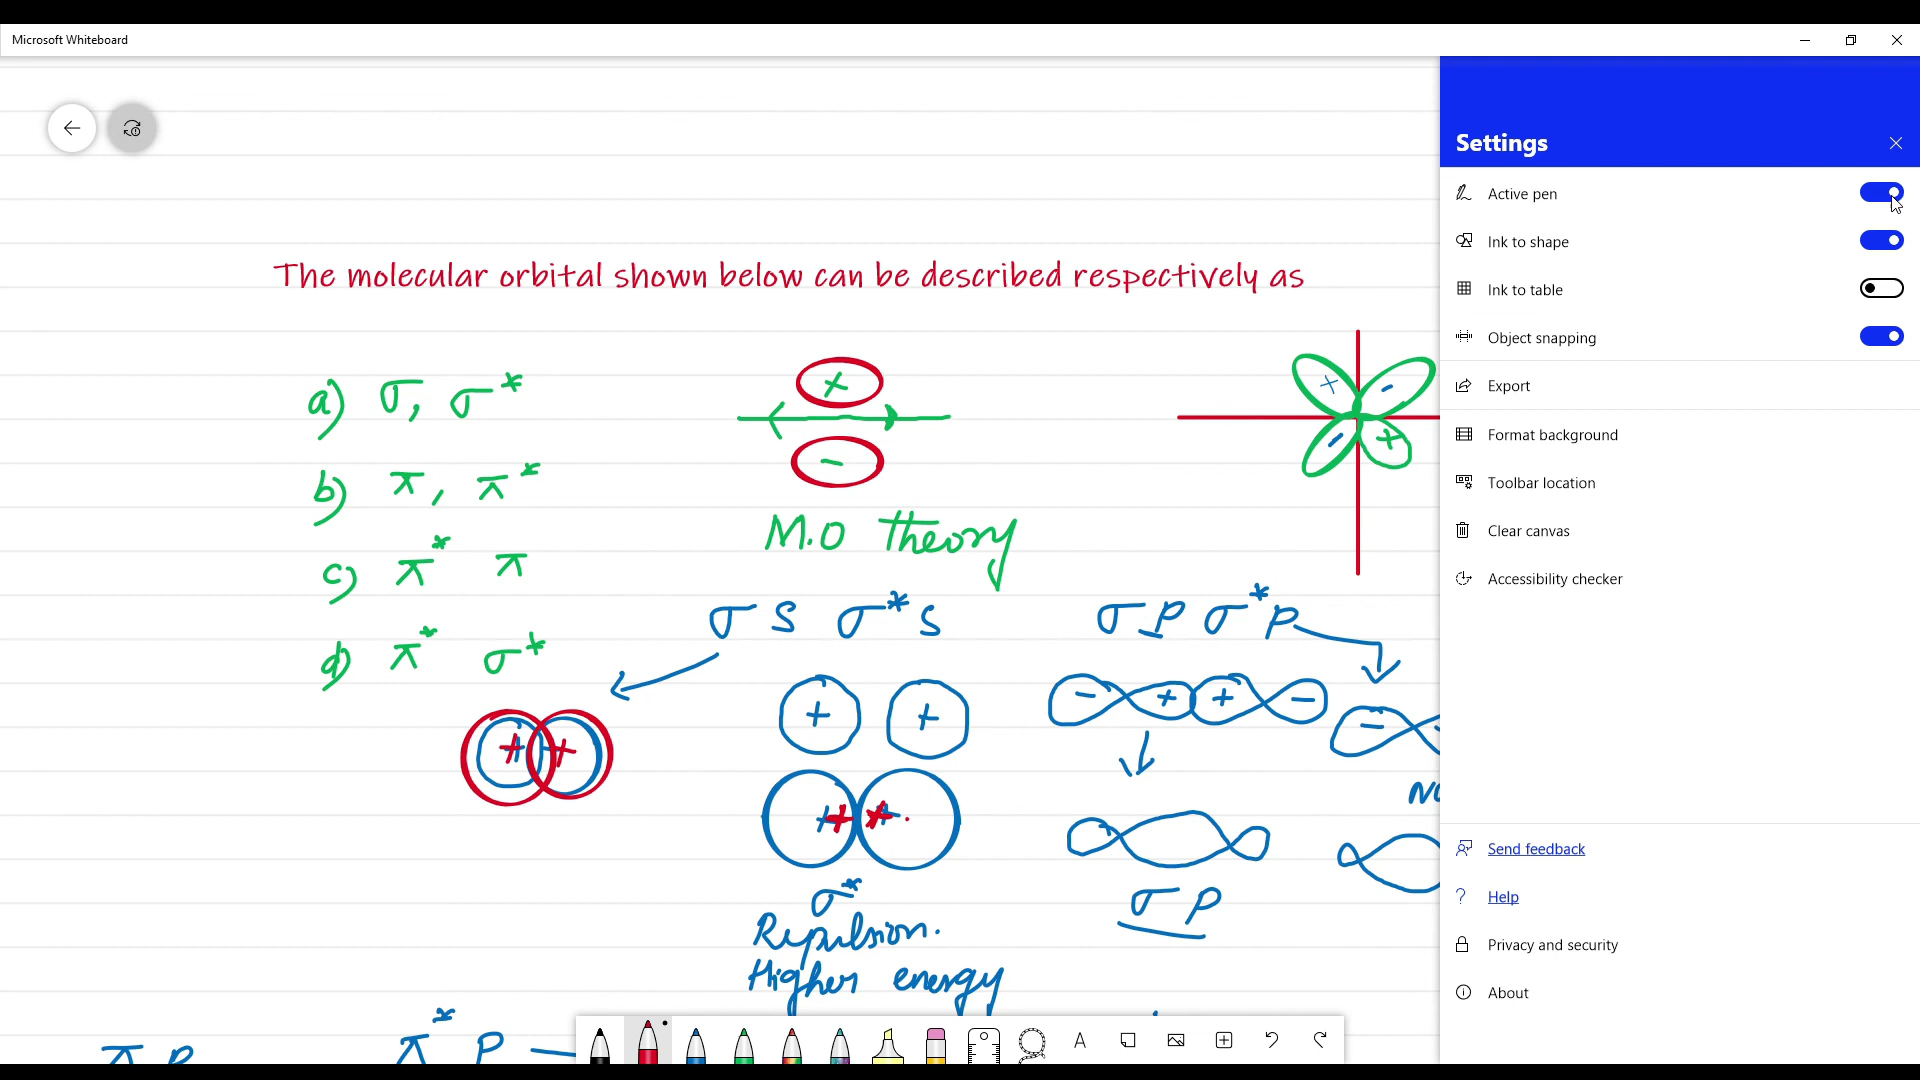 Microsoft Whiteboard
Settings
Active pen
Ink to shape
Ink to table
Object snapping
Export
Format background
Toolbar location
Clear canvas
Accessibility checker
Send feedback
Help
Privacy and security
About
The molecular orbital shown below can be described respectively as
a) σ, σ*
b) π, π*
c) π* π
d) π* σ*
+
-
+ -
- +
M.O theory
σ s σ*s
σ p σ*p
+ +
- + + -
-
+ +
+ +
σ*
Repulsion.
Higher energy
σ p
π p
π* p
A